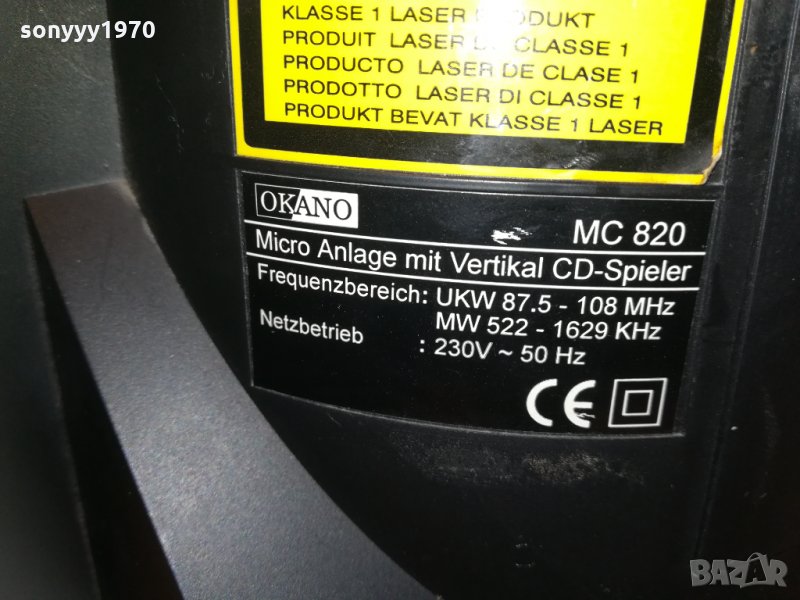 sonyyy1970
KLASSE 1 LASER PRODUKT
PRODUIT LASER DE CLASSE 1
PRODUCTO LASER DE CLASE 1
PRODOTTO LASER DI CLASSE 1
PRODUKT BEVAT KLASSE 1 LASER
OKANO MC 820
Micro Anlage mit Vertikal CD-Spieler
Frequenzbereich: UKW 87.5 - 108 MHz
MW 522 - 1629 KHz
Netzbetrieb : 230V ~ 50 Hz
CE
BAZAR